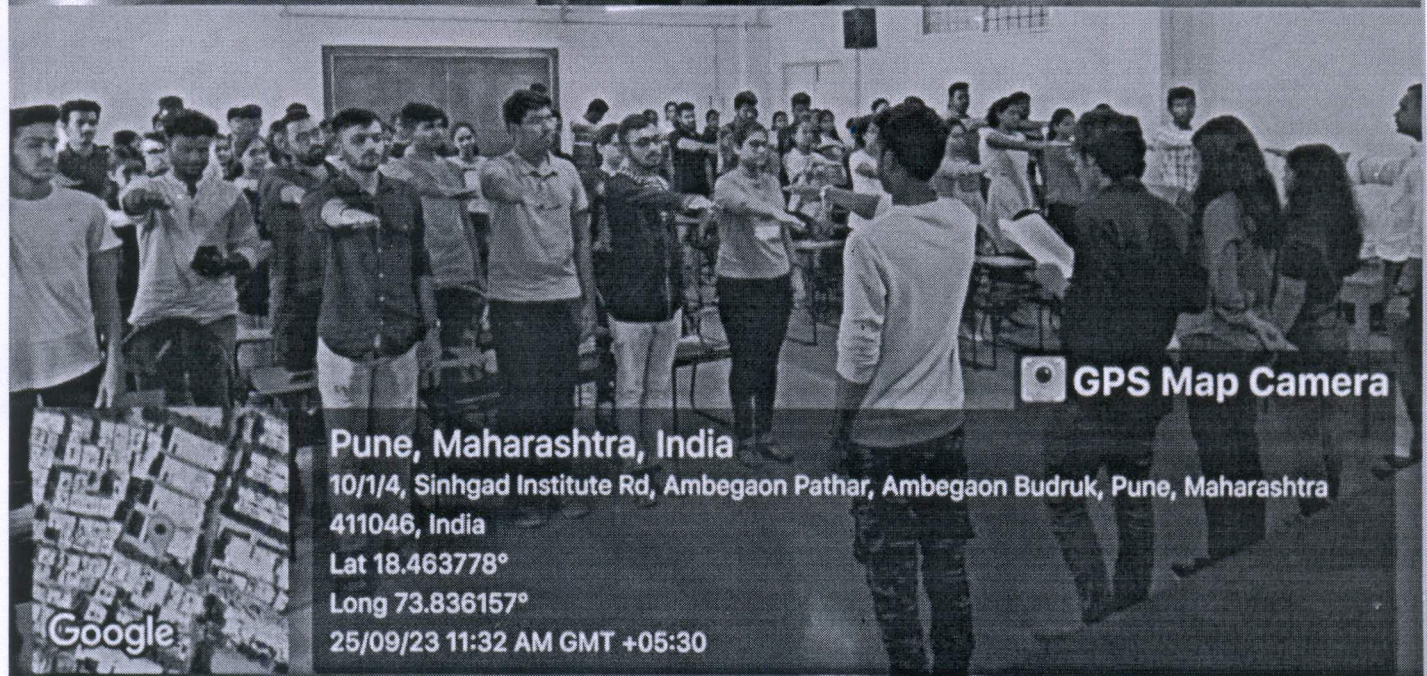 GPS Map Camera
Pune, Maharashtra, India
10/1/4, Sinhgad Institute Rd, Ambegaon Pathar, Ambegaon Budruk, Pune, Maharashtra
411046, India
Lat 18.463778°
Long 73.836157°
25/09/23 11:32 AM GMT +05:30
Google